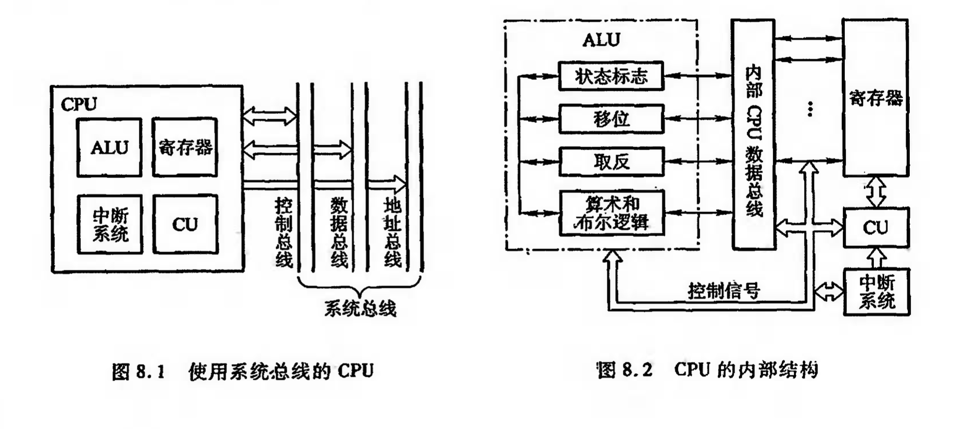 CPU
ALU
寄存器
中断
系统
CU
控制总线
数据总线
地址总线
系统总线
图 8.1 使用系统总线的 CPU
ALU
状态标志
移位
取反
算术和
布尔逻辑
内部 CPU 数据总线
…
寄存器
CU
中断
系统
控制信号
图 8.2 CPU 的内部结构